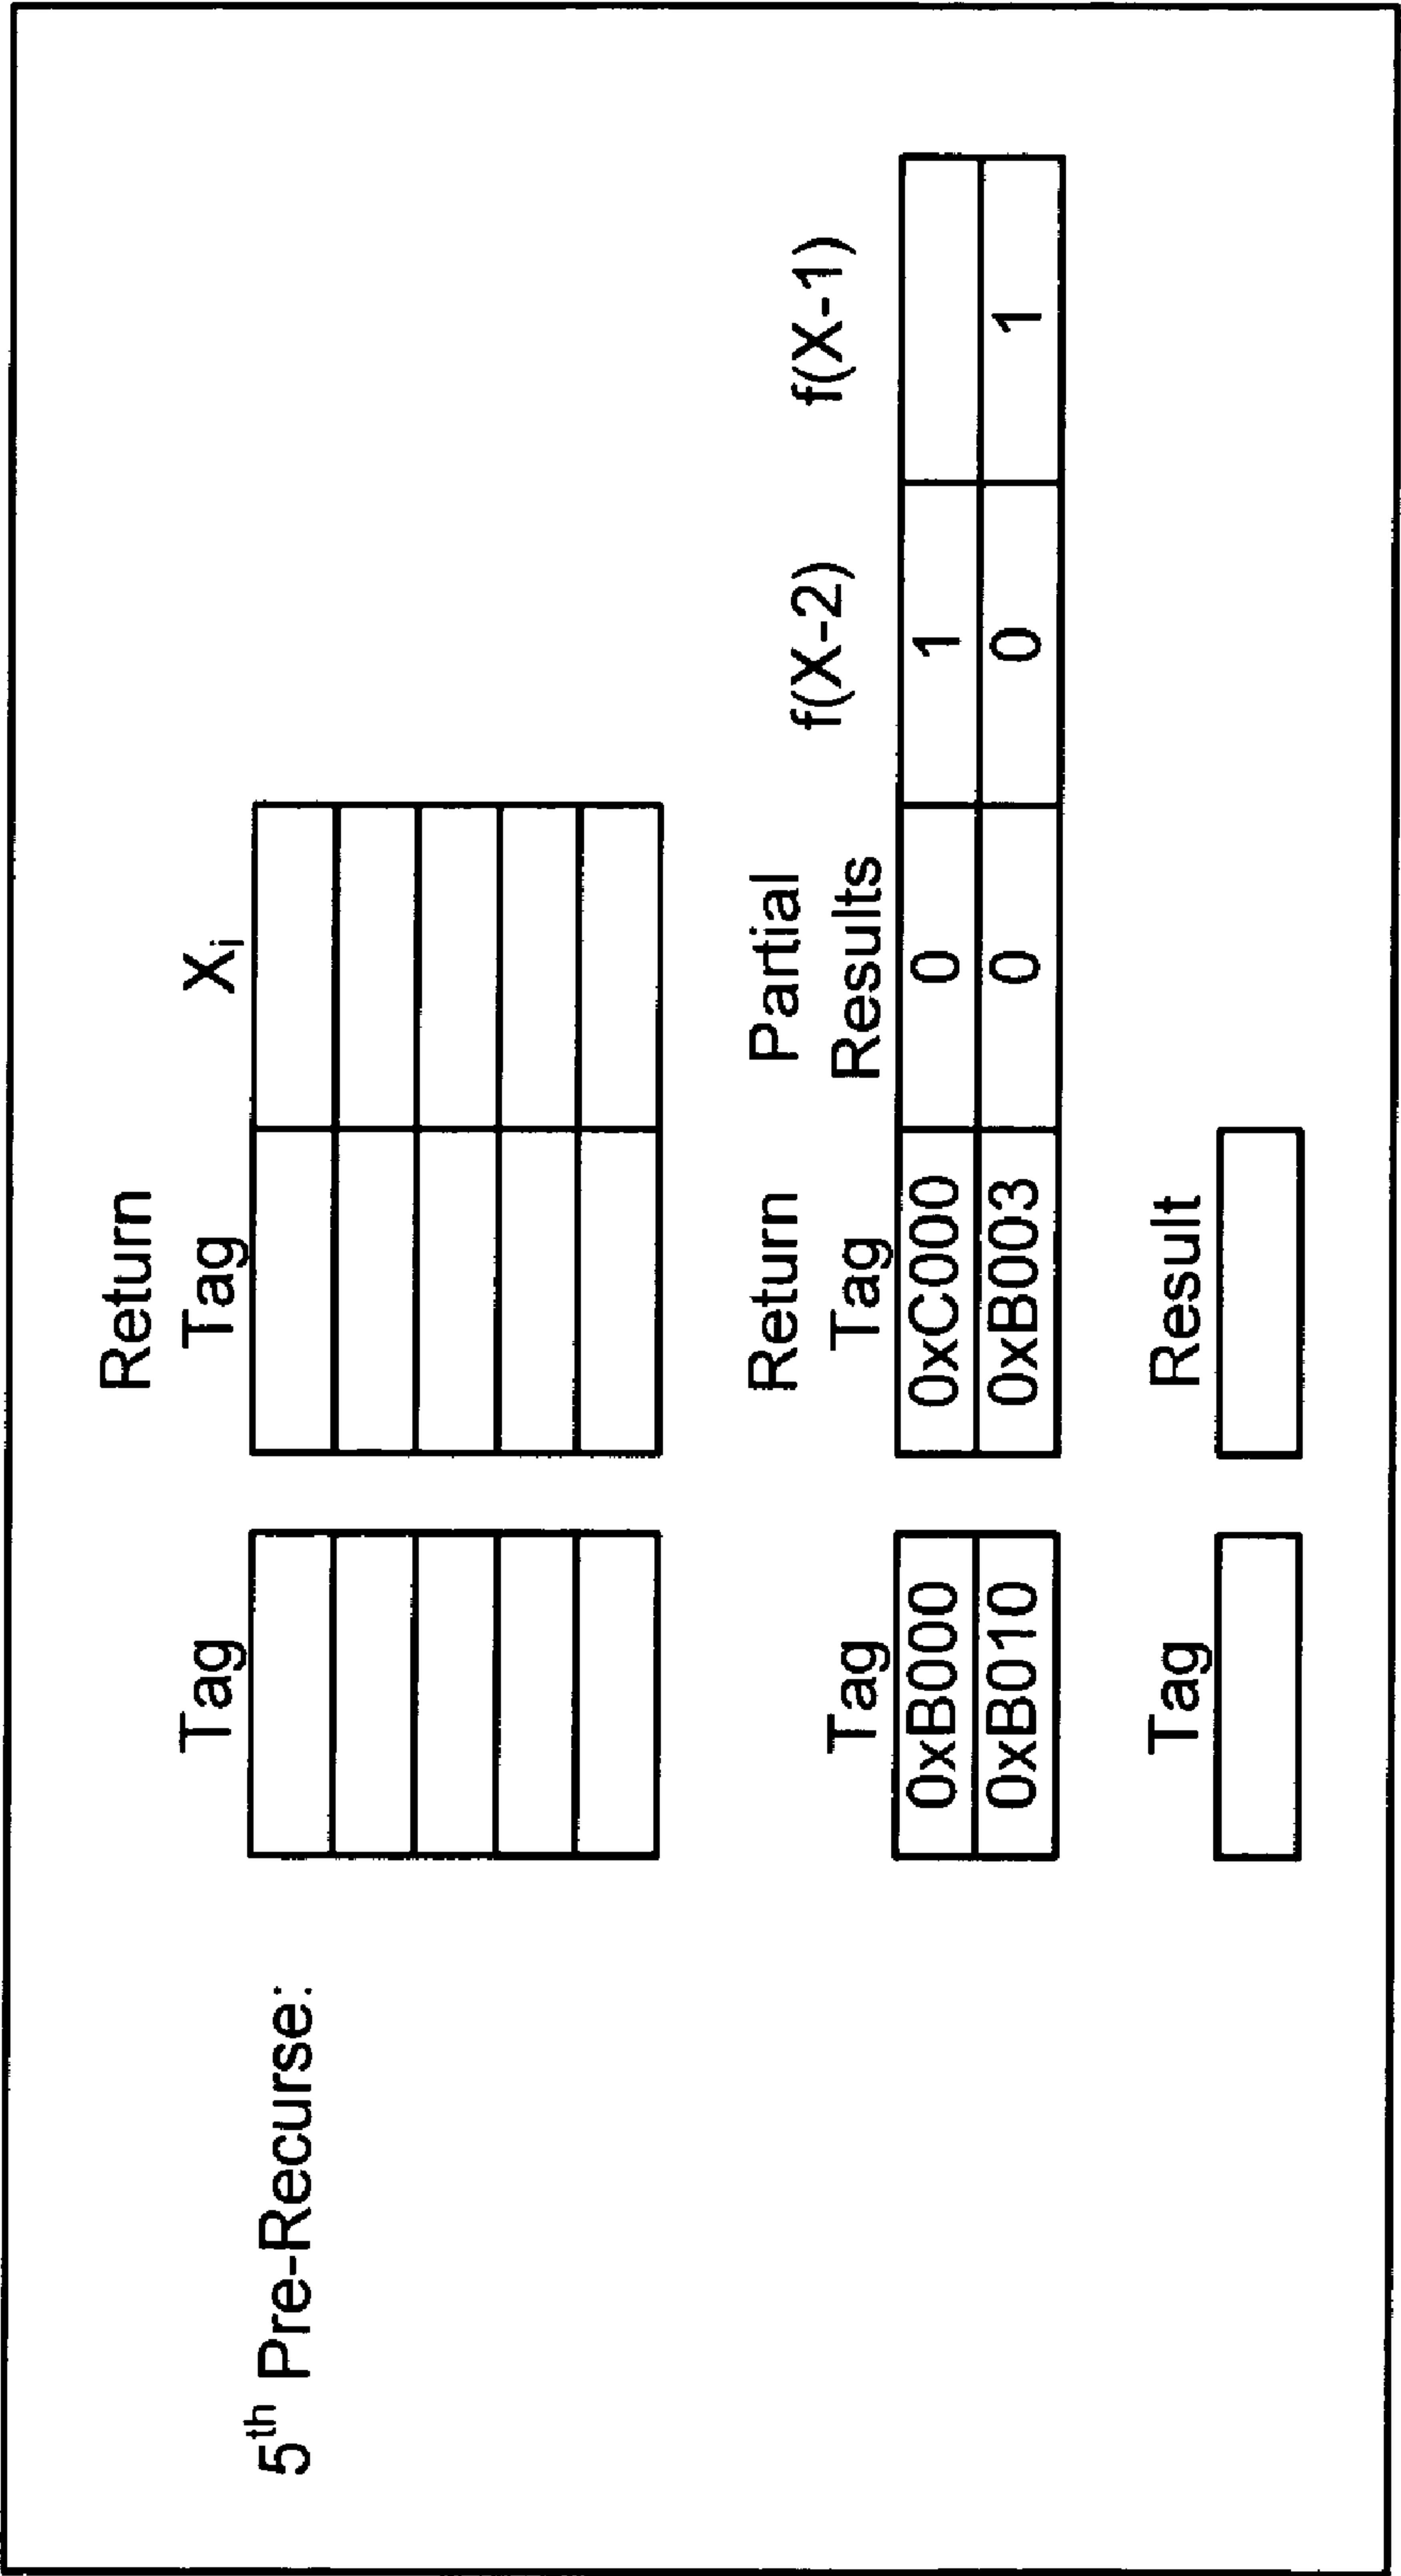 5th Pre-Recurse:
Tag
Return
Tag
Xi
Tag
Return
Tag
Partial
Results
f(X-2)
f(X-1)
0xB000 0xC000 0 1
0xB010 0xB003 0 0 1
Tag Result